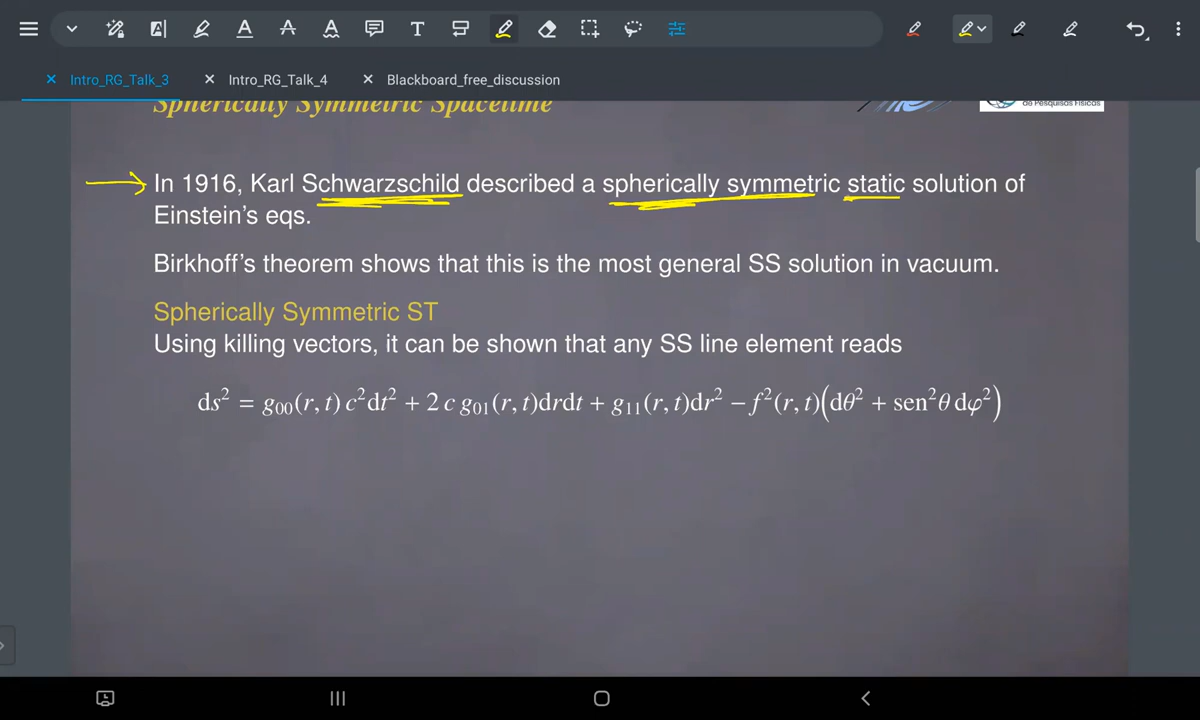 Intro_RG_Talk_3
Intro_RG_Talk_4
Blackboard_free_discussion
Spherically Symmetric Spacetime
de Pesquisas Físicas
In 1916, Karl Schwarzschild described a spherically symmetric static solution of
Einstein's eqs.
Birkhoff's theorem shows that this is the most general SS solution in vacuum.
Spherically Symmetric ST
Using killing vectors, it can be shown that any SS line element reads
ds² = g₀₀(r, t) c²dt² + 2 c g₀₁(r, t)drdt + g₁₁(r, t)dr² − f²(r, t)(dθ² + sen²θ dφ²)